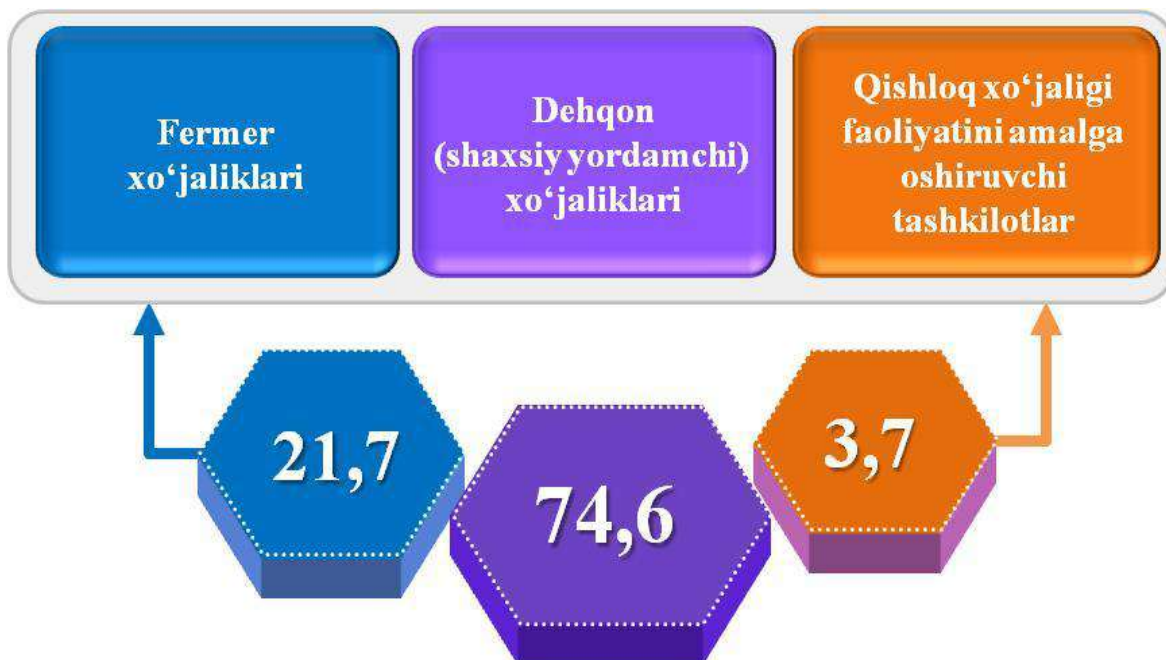 Fermer
xo‘jaliklari
Dehqon
(shaxsiy yordamchi)
xo‘jaliklari
Qishloq xo‘jaligi
faoliyatini amalga
oshiruvchi
tashkilotlar
21,7
74,6
3,7